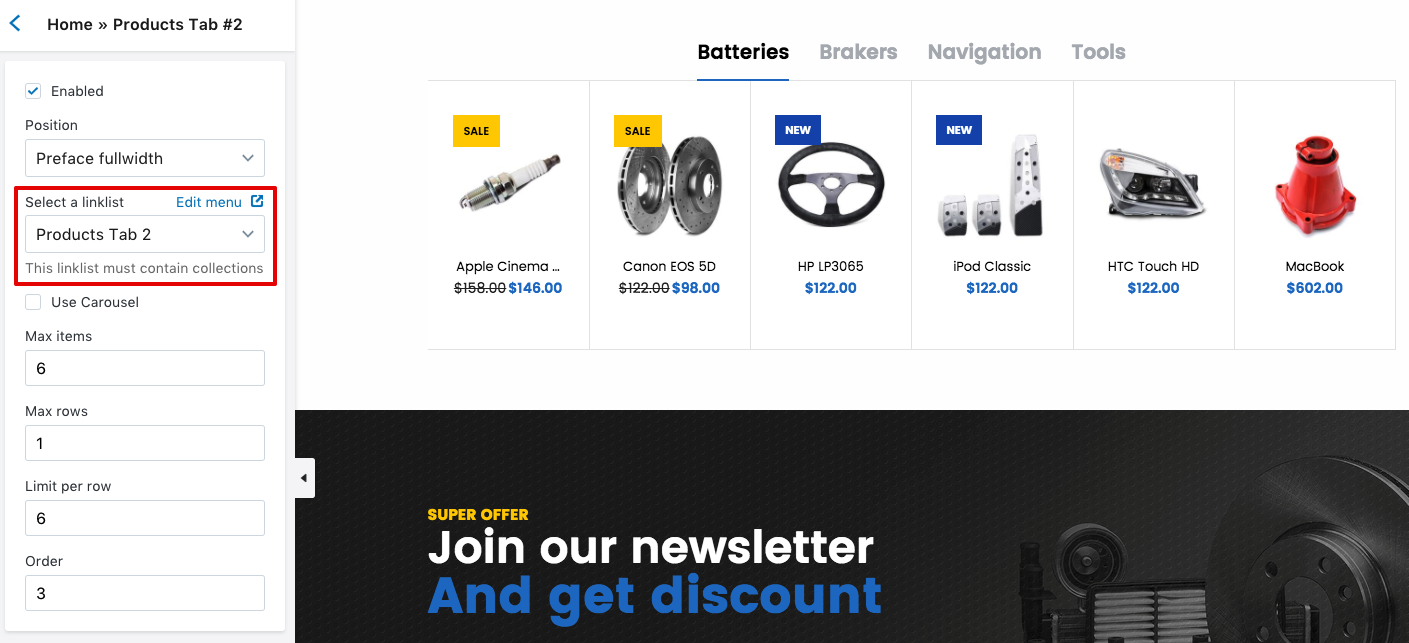 Home » Products Tab #2
Enabled
Position
Preface fullwidth
Select a linklist Edit menu
Products Tab 2
This linklist must contain collections
Use Carousel
Max items
6
Max rows
1
Limit per row
6
Order
3
Batteries Brakers Navigation Tools
SALE SALE NEW NEW
Apple Cinema ... Canon EOS 5D HP LP3065 iPod Classic HTC Touch HD MacBook
$158.00 $146.00 $122.00 $98.00 $122.00 $122.00 $122.00 $602.00
SUPER OFFER
Join our newsletter
And get discount